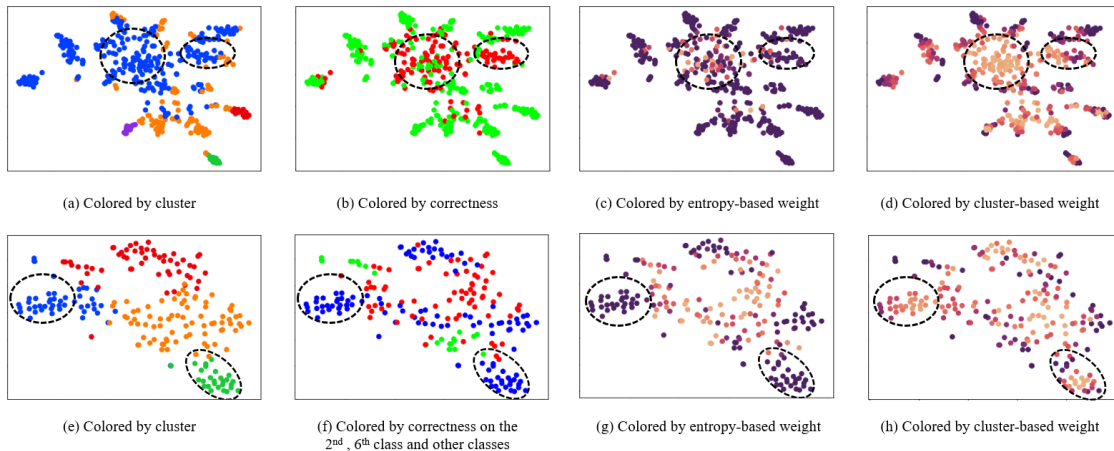 (a) Colored by cluster
(b) Colored by correctness
(c) Colored by entropy-based weight
(d) Colored by cluster-based weight
(e) Colored by cluster
(f) Colored by correctness on the
2nd , 6th class and other classes
(g) Colored by entropy-based weight
(h) Colored by cluster-based weight